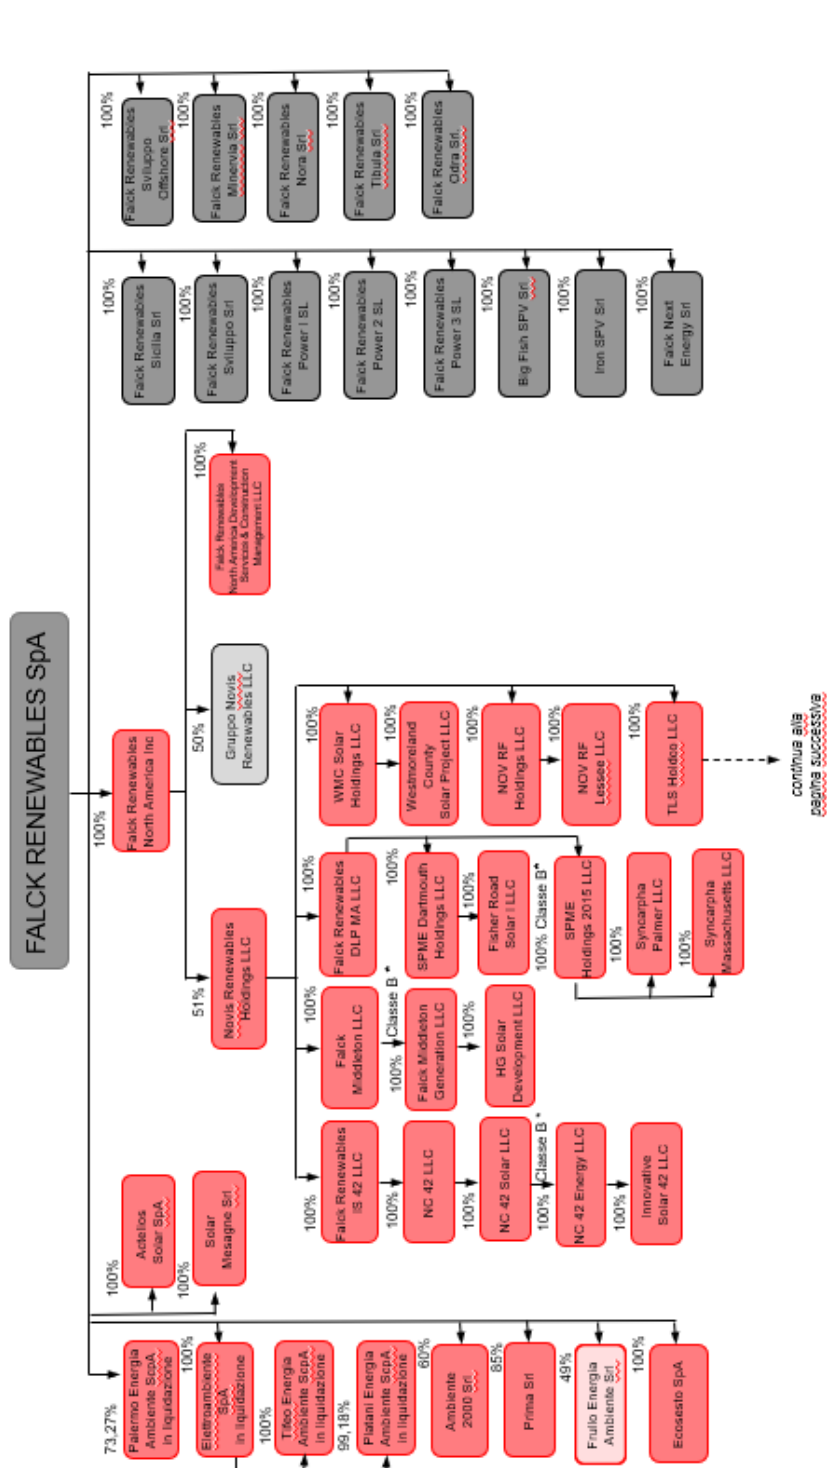 FALCK RENEWABLES SpA
73,27%
Palermo Energia
Ambiente ScpA
in liquidazione
100%
Elettroambiente
SpA
in liquidazione
100%
Tifeo Energia
Ambiente ScpA
in liquidazione
99,18%
Platani Energia
Ambiente ScpA
in liquidazione
60%
Ambiente
2000 Srl
85%
Prima Srl
49%
Frullo Energia
Ambiente Srl
100%
Ecosesto SpA
100%
Actelios
Solar SpA
100%
Solar
Mesagne Srl
100%
Falck Renewables
North America Inc
51%
Novis Renewables
Holdings LLC
50%
Gruppo Novis
Renewables LLC
100%
Falck Renewables
North America Development
Services & Construction
Management LLC
100%
Falck Renewables
IS 42 LLC
100%
NC 42 LLC
100%
NC 42 Solar LLC
100% Classe B*
NC 42 Energy LLC
100%
Innovative
Solar 42 LLC
100%
Falck
Middleton LLC
100% Classe B*
Falck Middleton
Generation LLC
100%
HG Solar
Development LLC
100%
Falck Renewables
DLP MA LLC
100%
SPME Dartmouth
Holdings LLC
100%
Fisher Road
Solar I LLC
100% Classe B*
SPME
Holdings 2015 LLC
100%
Syncarpha
Palmer LLC
100%
Syncarpha
Massachusetts LLC
100%
WMC Solar
Holdings LLC
100%
Westmoreland
County
Solar Project LLC
100%
NOV RF
Holdings LLC
100%
NOV RF
Lessee LLC
100%
TLS Holdco LLC
continua alla
pagina successiva
100%
Falck Renewables
Sicilia Srl
100%
Falck Renewables
Sviluppo Srl
100%
Falck Renewables
Power I SL
100%
Falck Renewables
Power 2 SL
100%
Falck Renewables
Power 3 SL
100%
Big Fish SPV Srl
100%
Iron SPV Srl
100%
Falck Next
Energy Srl
100%
Falck Renewables
Sviluppo
Offshore Srl
100%
Falck Renewables
Minervia Srl
100%
Falck Renewables
Nora Srl
100%
Falck Renewables
Tibula Srl
100%
Falck Renewables
Odra Srl